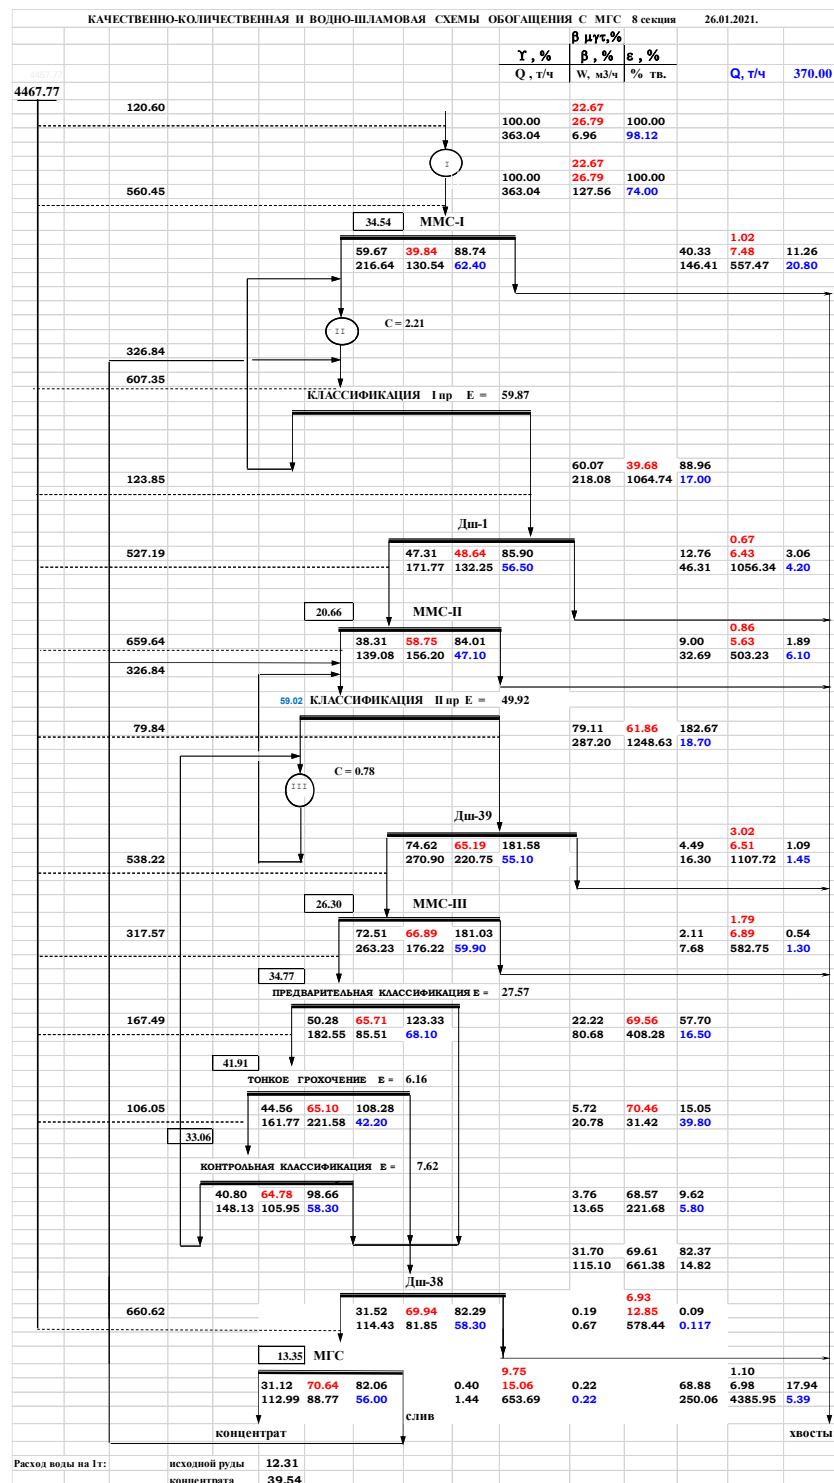 КАЧЕСТВЕННО-КОЛИЧЕСТВЕННАЯ И ВОДНО-ШЛАМОВАЯ СХЕМЫ ОБОГАЩЕНИЯ С МГС 8 секция 26.01.2021.
β μγτ,%
ϒ , % β , % ε , %
4467.77 Q , т/ч W, м3/ч % тв. Q, т/ч 370.00
4467.77
120.60 22.67
100.00 26.79 100.00
363.04 6.96 98.12
I 22.67
100.00 26.79 100.00
560.45 363.04 127.56 74.00
34.54 ММС-I
1.02
59.67 39.84 88.74 40.33 7.48 11.26
216.64 130.54 62.40 146.41 557.47 20.80
II C = 2.21
326.84
607.35
КЛАССИФИКАЦИЯ I пр E = 59.87
60.07 39.68 88.96
123.85 218.08 1064.74 17.00
Дш-1
0.67
527.19 47.31 48.64 85.90 12.76 6.43 3.06
171.77 132.25 56.50 46.31 1056.34 4.20
20.66 ММС-II
0.86
659.64 38.31 58.75 84.01 9.00 5.63 1.89
139.08 156.20 47.10 32.69 503.23 6.10
326.84
59.02 КЛАССИФИКАЦИЯ II пр E = 49.92
79.84 79.11 61.86 182.67
287.20 1248.63 18.70
C = 0.78
III
Дш-39
3.02
74.62 65.19 181.58 4.49 6.51 1.09
538.22 270.90 220.75 55.10 16.30 1107.72 1.45
26.30 ММС-III
1.79
317.57 72.51 66.89 181.03 2.11 6.89 0.54
263.23 176.22 59.90 7.68 582.75 1.30
34.77
ПРЕДВАРИТЕЛЬНАЯ КЛАССИФИКАЦИЯ E = 27.57
167.49 50.28 65.71 123.33 22.22 69.56 57.70
182.55 85.51 68.10 80.68 408.28 16.50
41.91
ТОНКОЕ ГРОХОЧЕНИЕ E = 6.16
106.05 44.56 65.10 108.28 5.72 70.46 15.05
161.77 221.58 42.20 20.78 31.42 39.80
33.06
КОНТРОЛЬНАЯ КЛАССИФИКАЦИЯ E = 7.62
40.80 64.78 98.66 3.76 68.57 9.62
148.13 105.95 58.30 13.65 221.68 5.80
31.70 69.61 82.37
115.10 661.38 14.82
Дш-38
6.93
660.62 31.52 69.94 82.29 0.19 12.85 0.09
114.43 81.85 58.30 0.67 578.44 0.117
13.35 МГС
9.75 1.10
31.12 70.64 82.06 0.40 15.06 0.22 68.88 6.98 17.94
112.99 88.77 56.00 1.44 653.69 0.22 250.06 4385.95 5.39
слив
концентрат хвосты
Расход воды на 1т: исходной руды 12.31
концентрата 39.54